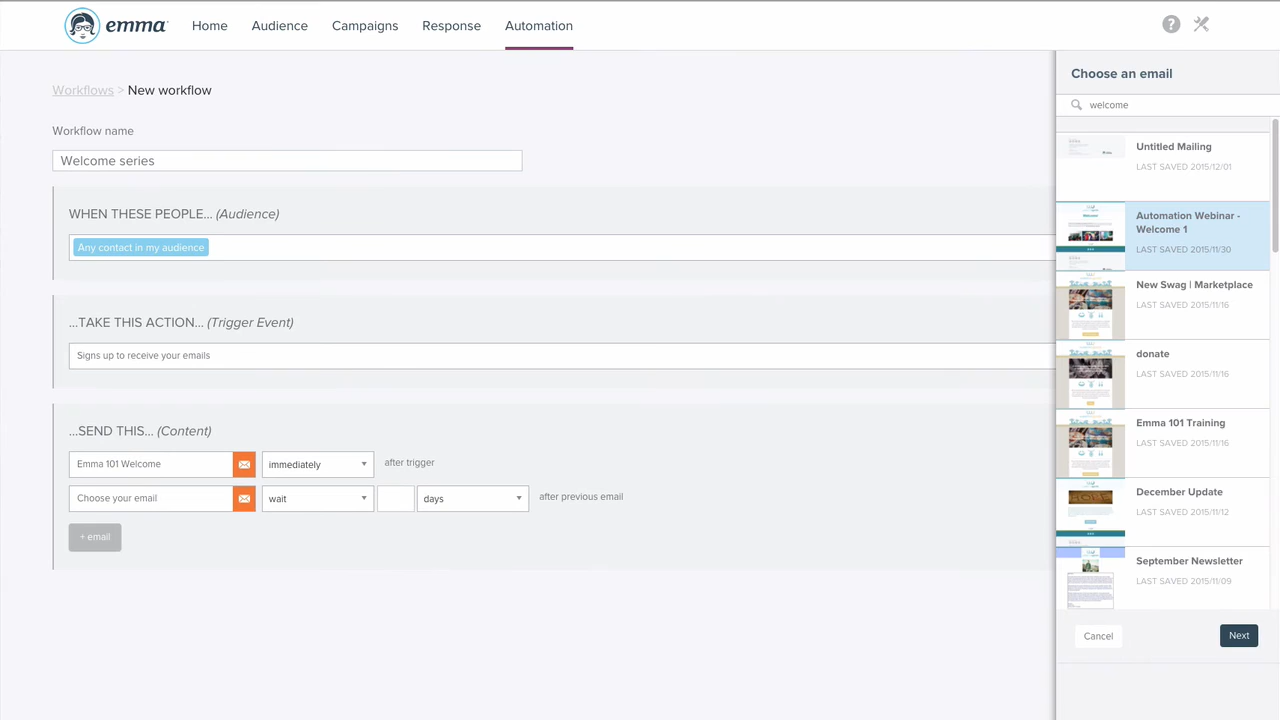 emma
Home
Audience
Campaigns
Response
Automation
?
Workflows > New workflow
Workflow name
Welcome series
WHEN THESE PEOPLE... (Audience)
Any contact in my audience
...TAKE THIS ACTION... (Trigger Event)
Signs up to receive your emails
...SEND THIS... (Content)
Emma 101 Welcome
immediately
after trigger
Choose your email
wait
days
after previous email
+ email
Choose an email
welcome
Untitled Mailing
LAST SAVED 2015/12/01
Automation Webinar -
Welcome 1
LAST SAVED 2015/11/30
New Swag | Marketplace
LAST SAVED 2015/11/16
donate
LAST SAVED 2015/11/16
Emma 101 Training
LAST SAVED 2015/11/16
December Update
LAST SAVED 2015/11/12
September Newsletter
LAST SAVED 2015/11/09
Cancel
Next